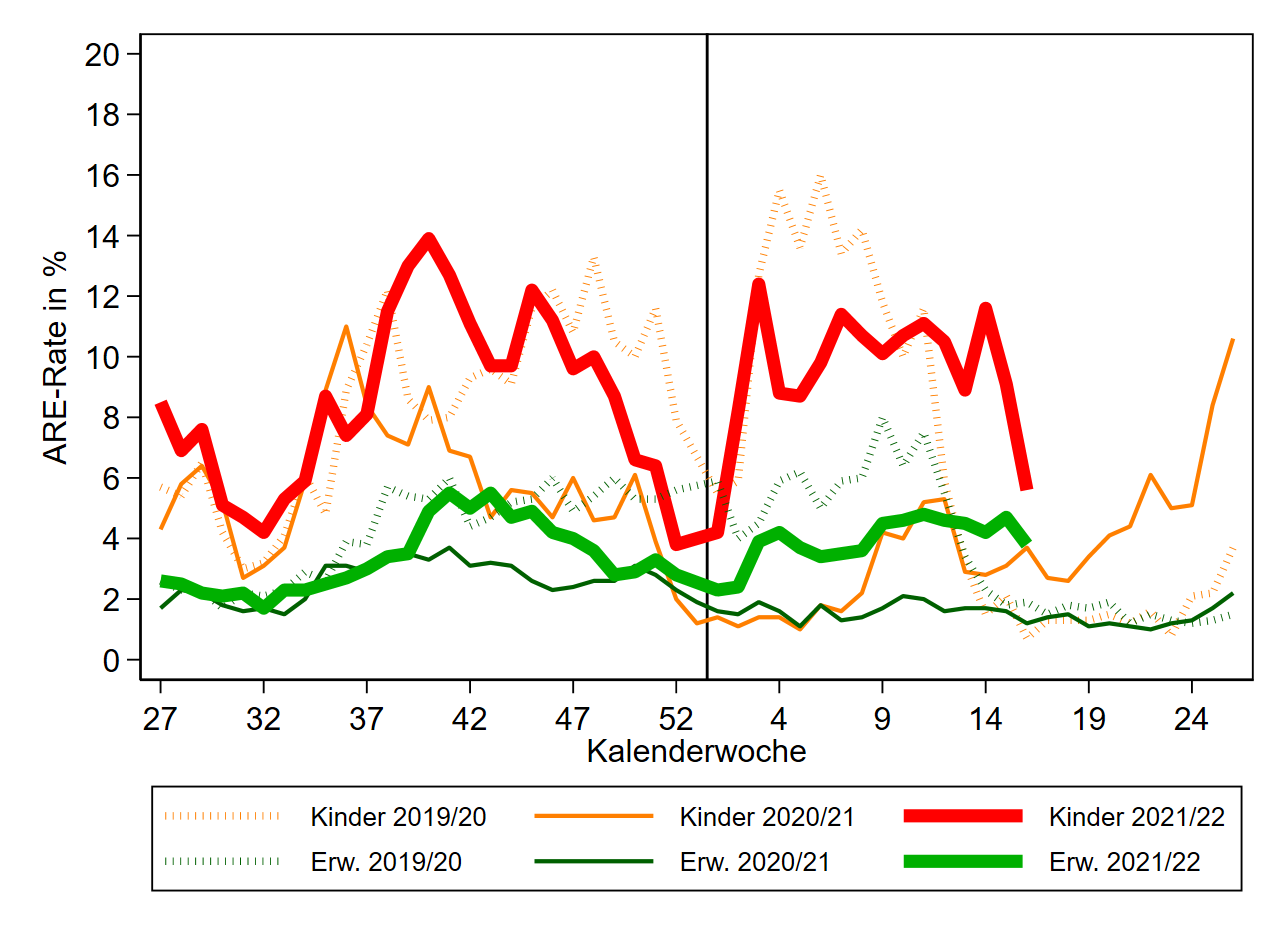 ARE-Rate in %
20
18
16
14
12
10
8
6
4
2
0
27 32 37 42 47 52 4 9 14 19 24
Kalenderwoche
Kinder 2019/20 Kinder 2020/21 Kinder 2021/22
Erw. 2019/20 Erw. 2020/21 Erw. 2021/22